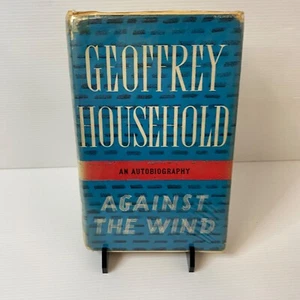 GEOFFREY
HOUSEHOLD
AN AUTOBIOGRAPHY
AGAINST
THE WIND